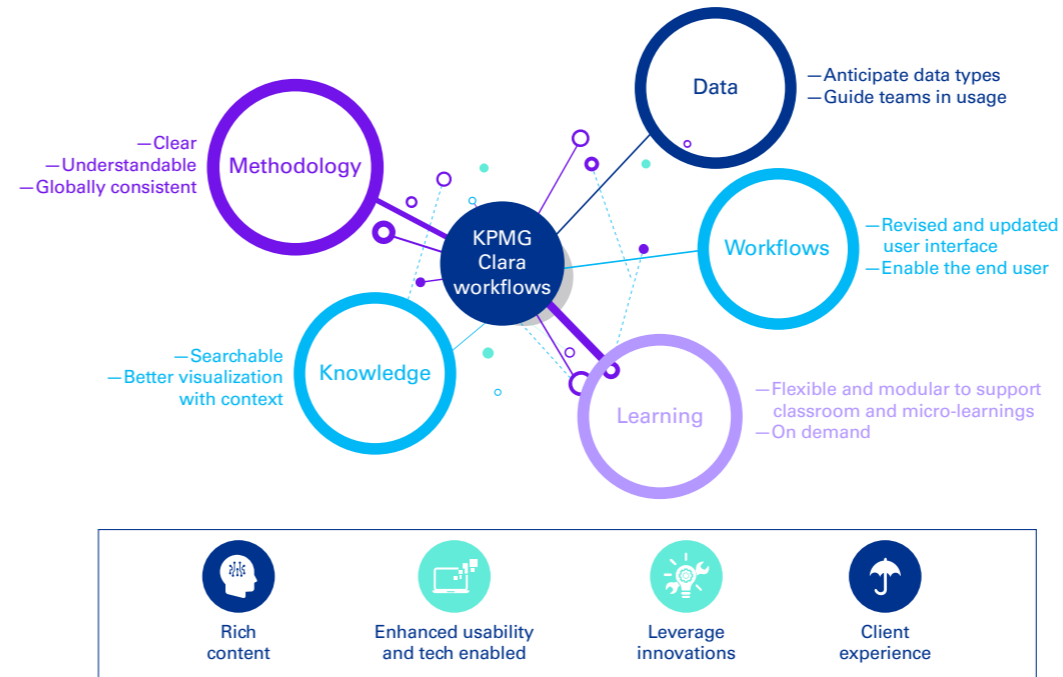 Data
—Anticipate data types
—Guide teams in usage
—Clear
—Understandable
—Globally consistent
Methodology
KPMG
Clara
workflows
Workflows
—Revised and updated
user interface
—Enable the end user
—Searchable
—Better visualization
with context
Knowledge
Learning
—Flexible and modular to support
classroom and micro-learnings
—On demand
Rich
content
Enhanced usability
and tech enabled
Leverage
innovations
Client
experience